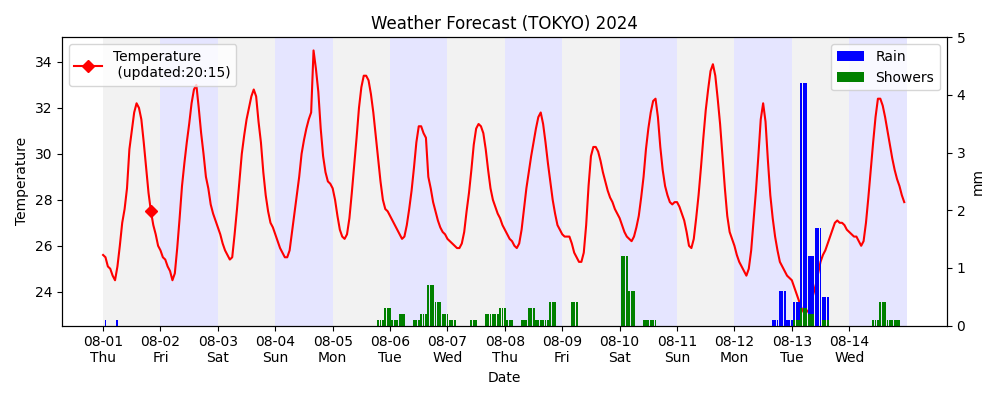 Weather Forecast (TOKYO) 2024
Temperature
(updated:20:15)
Rain
Showers
Temperature
34
32
30
28
26
24
5
4
3
2
1
0
mm
08-01 08-02 08-03 08-04 08-05 08-06 08-07 08-08 08-09 08-10 08-11 08-12 08-13 08-14
Thu Fri Sat Sun Mon Tue Wed Thu Fri Sat Sun Mon Tue Wed
Date